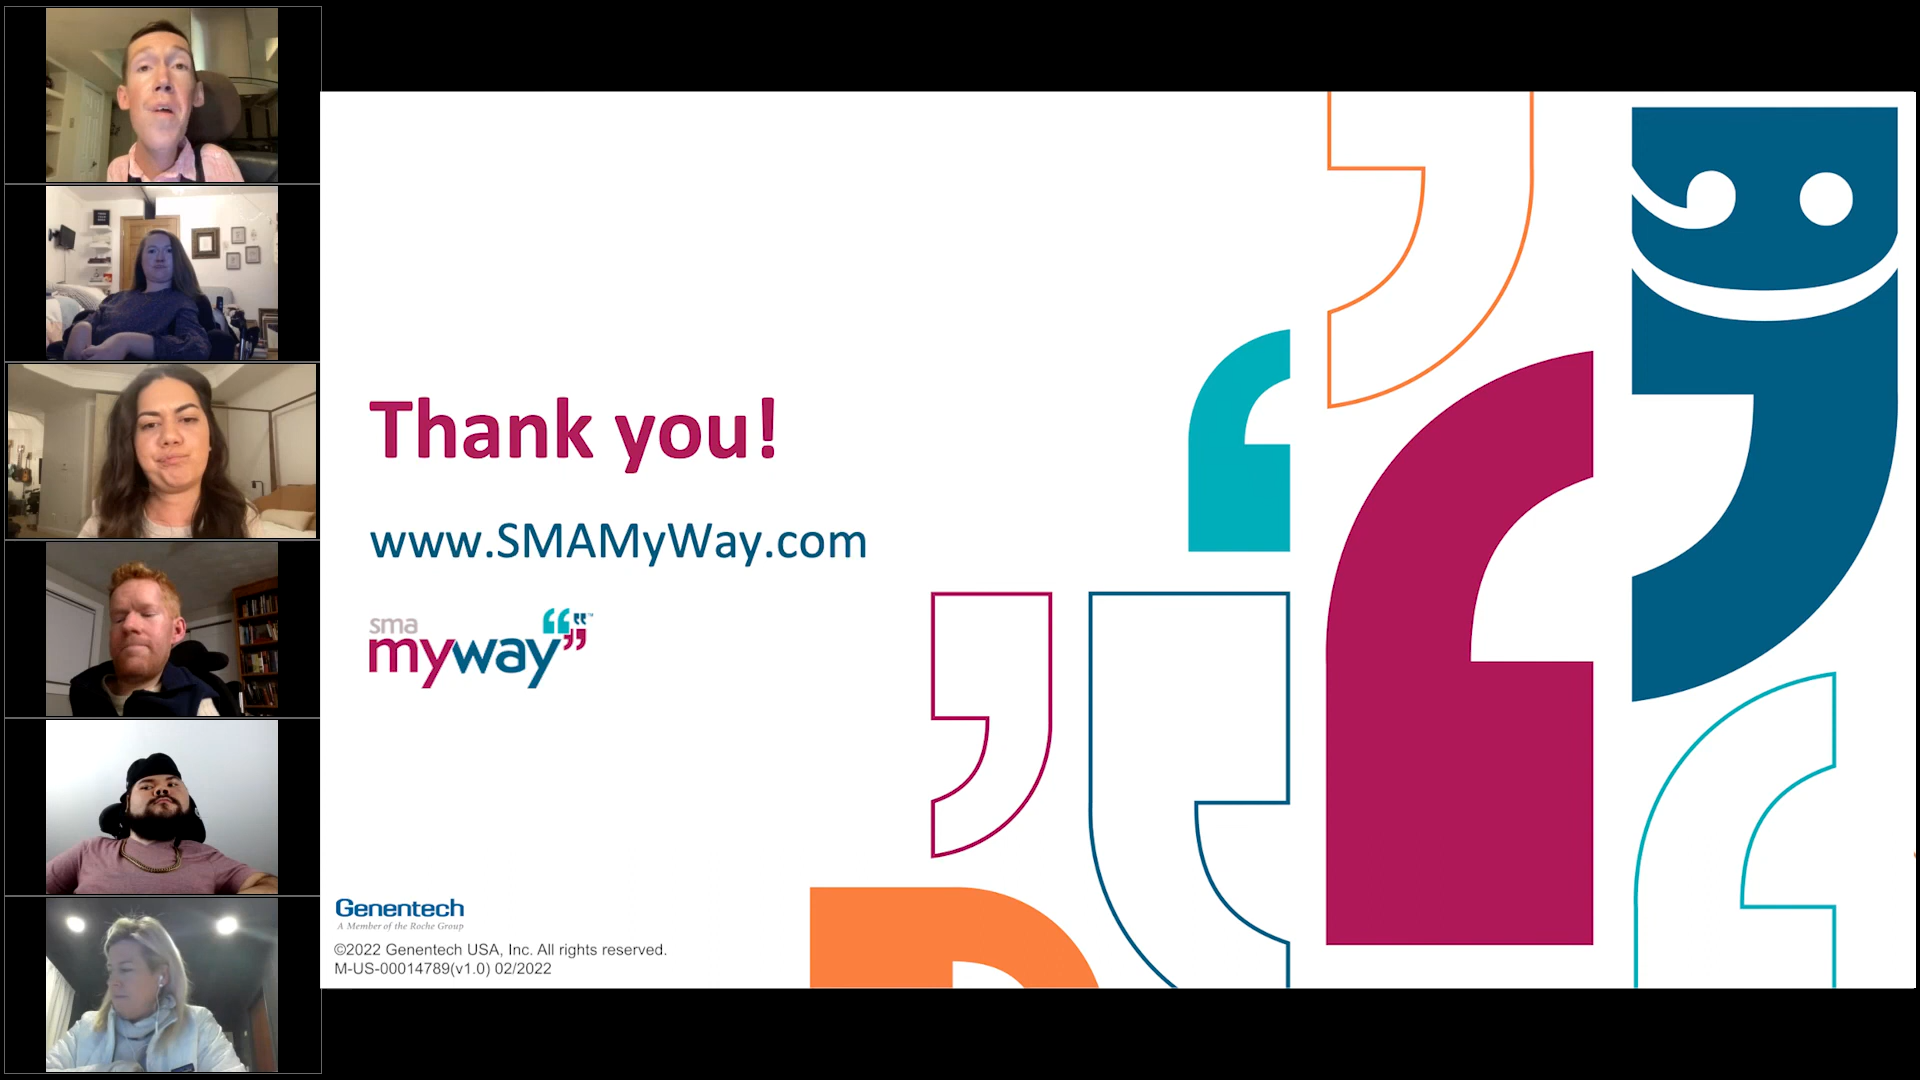 Thank you!
www.SMAMyWay.com
sma
myway
Genentech
A Member of the Roche Group
©2022 Genentech USA, Inc. All rights reserved.
M-US-00014789(v1.0) 02/2022